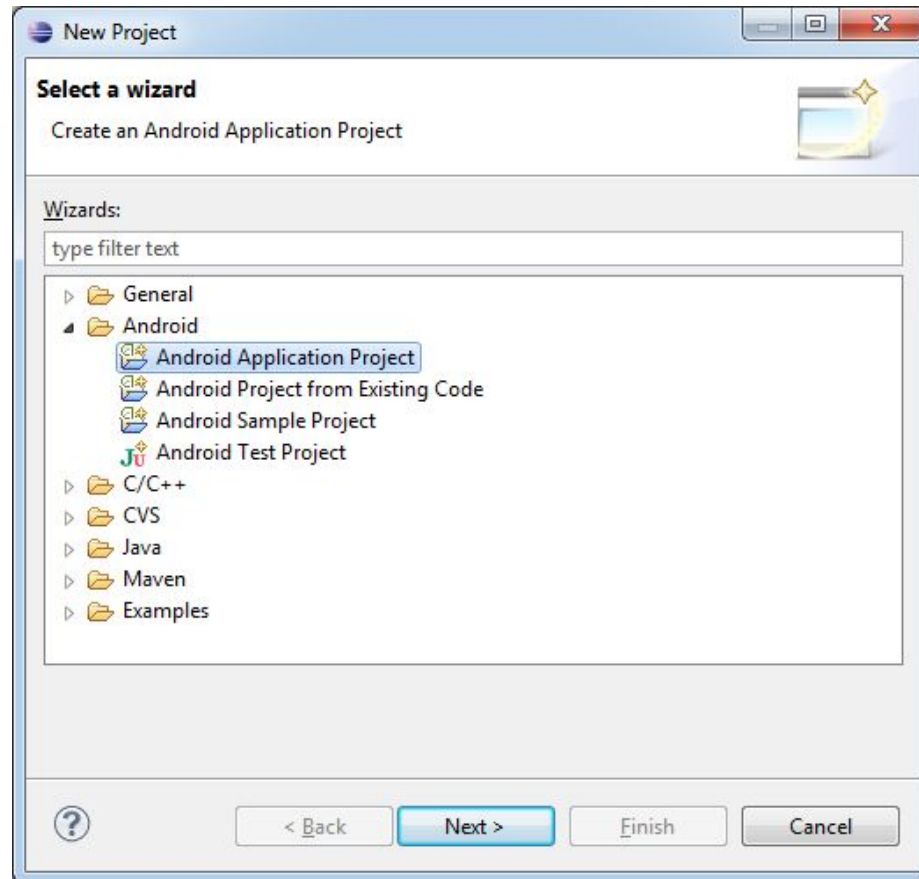 New Project
Select a wizard
Create an Android Application Project
Wizards:
type filter text
General
Android
Android Application Project
Android Project from Existing Code
Android Sample Project
Ju Android Test Project
C/C++
CVS
Java
Maven
Examples
? < Back Next > Finish Cancel